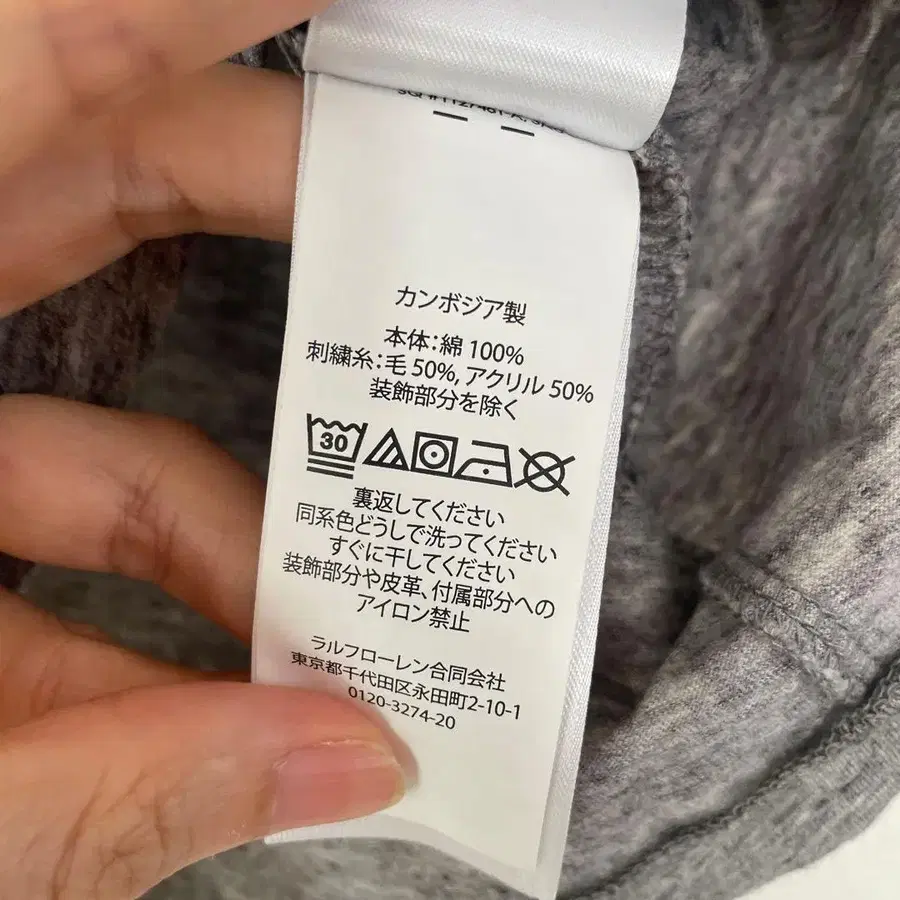 カンボジア製
本体：綿 100%
刺繍糸：毛 50%, アクリル 50%
装飾部分を除く
30
裏返してください
同系色どうしで洗ってください
すぐに干してください
装飾部分や皮革、付属部分への
アイロン禁止
ラルフローレン合同会社
東京都千代田区永田町2-10-1
0120-3274-20